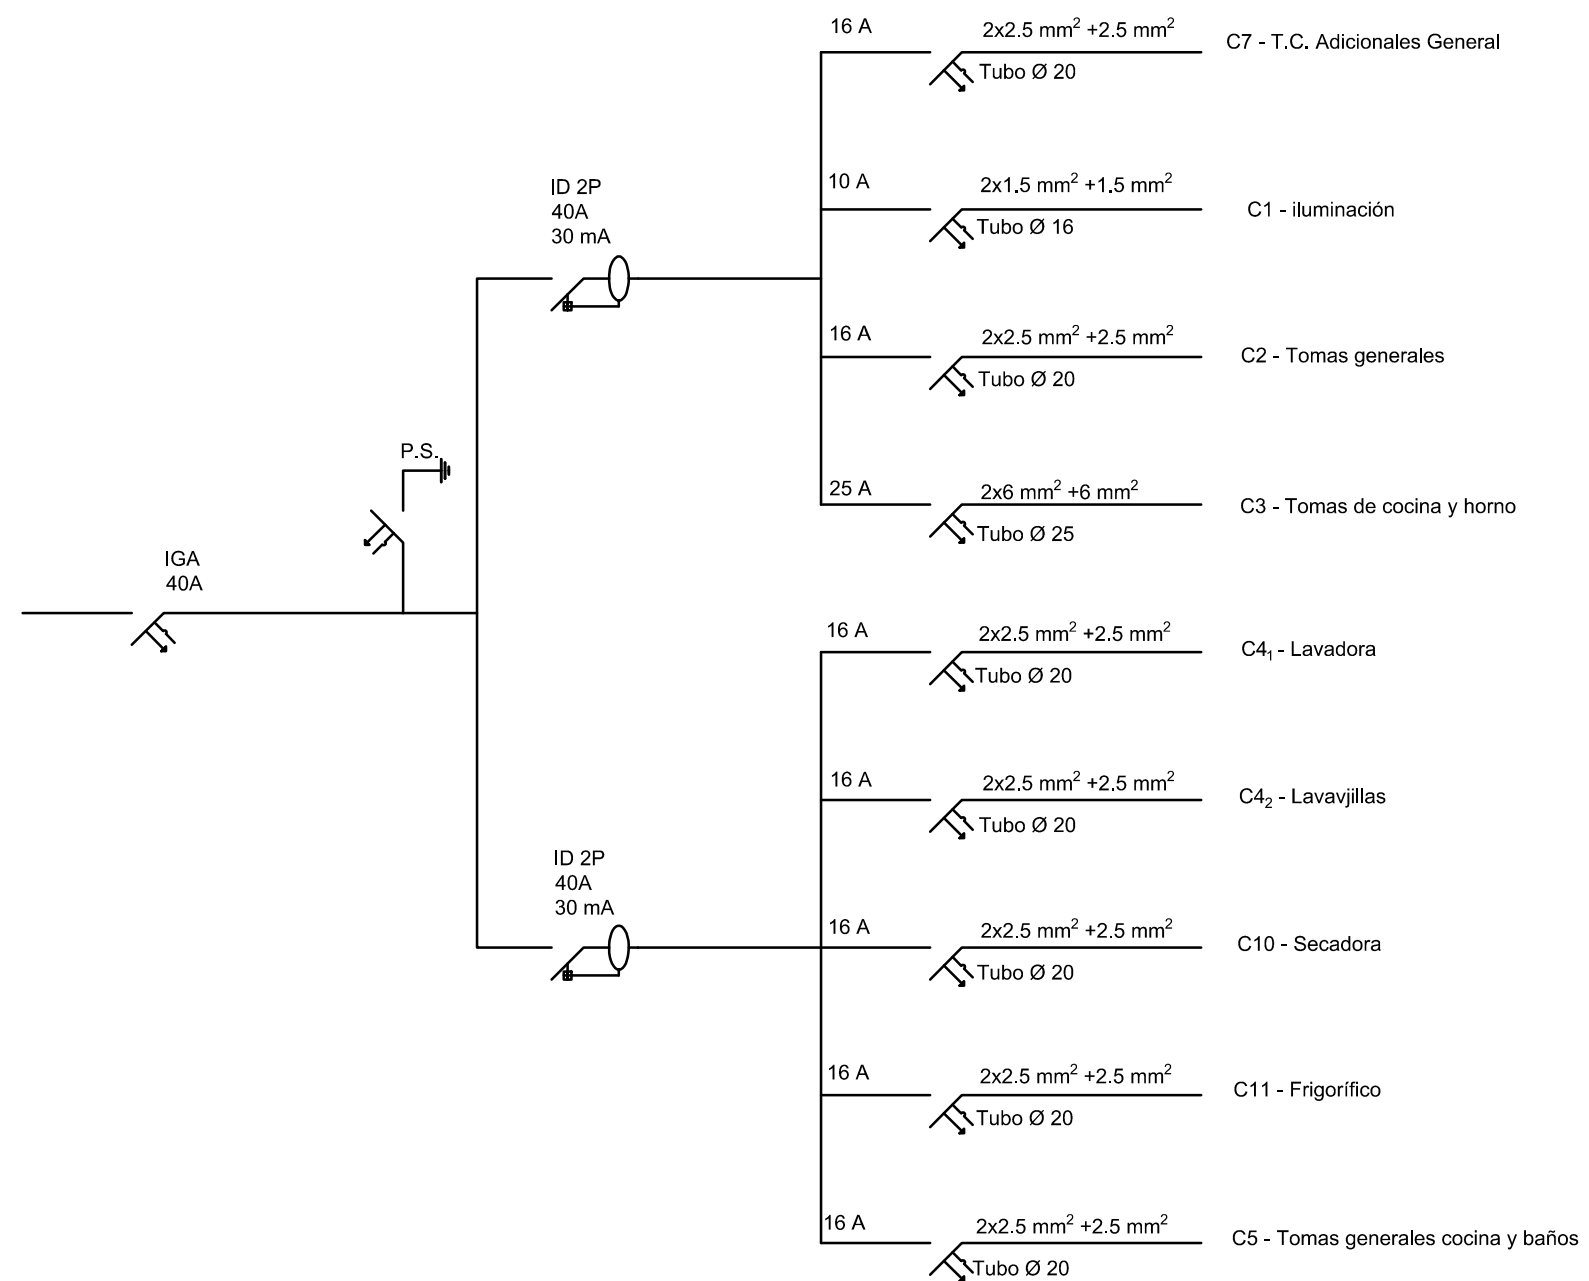 16 A
2x2.5 mm² +2.5 mm²
C7 - T.C. Adicionales General
Tubo Ø 20
ID 2P
40A
30 mA
10 A
2x1.5 mm² +1.5 mm²
C1 - iluminación
Tubo Ø 16
16 A
2x2.5 mm² +2.5 mm²
C2 - Tomas generales
Tubo Ø 20
P.S.
25 A
2x6 mm² +6 mm²
C3 - Tomas de cocina y horno
Tubo Ø 25
IGA
40A
16 A
2x2.5 mm² +2.5 mm²
C4₁ - Lavadora
Tubo Ø 20
16 A
2x2.5 mm² +2.5 mm²
C4₂ - Lavavjillas
Tubo Ø 20
ID 2P
40A
30 mA
16 A
2x2.5 mm² +2.5 mm²
C10 - Secadora
Tubo Ø 20
16 A
2x2.5 mm² +2.5 mm²
C11 - Frigorífico
Tubo Ø 20
16 A
2x2.5 mm² +2.5 mm²
C5 - Tomas generales cocina y baños
Tubo Ø 20